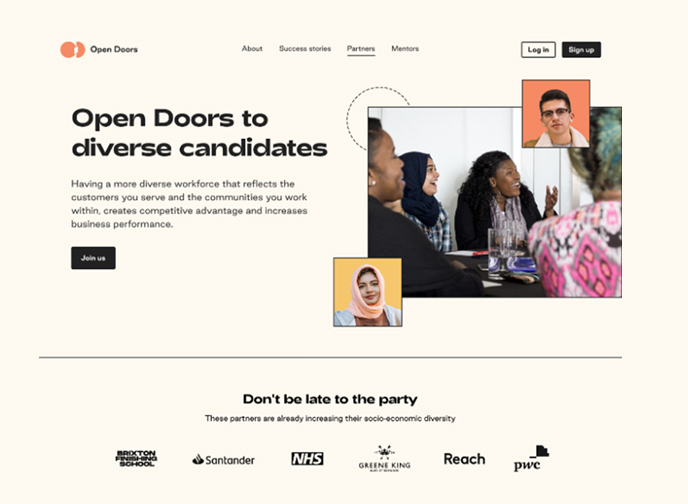 Open Doors
About
Success stories
Partners
Mentors
Log in
Sign up
Open Doors to
diverse candidates
Having a more diverse workforce that reflects the
customers you serve and the communities you work
within, creates competitive advantage and increases
business performance.
Join us
Don't be late to the party
These partners are already increasing their socio-economic diversity
BRIXTON
FINISHING
SCHOOL
Santander
NHS
GREENE KING
Reach
pwc